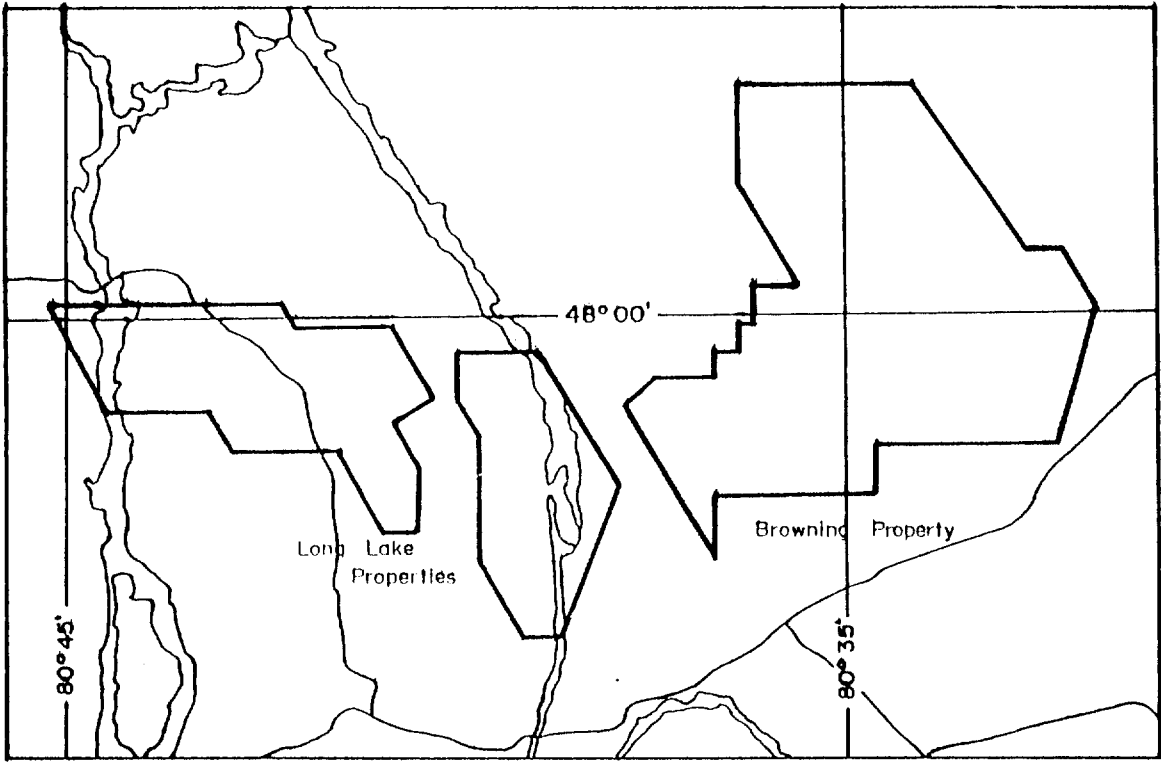 48° 00'
Browning Property
Long Lake
Properties
80° 45'
80° 35'